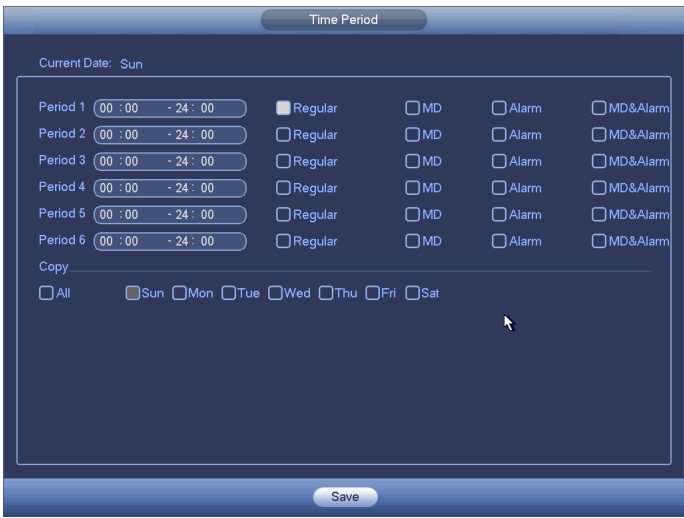 Time Period
Current Date: Sun
Period 1 00 :00 - 24 : 00 Regular MD Alarm MD&Alarm
Period 2 00 :00 - 24 : 00 Regular MD Alarm MD&Alarm
Period 3 00 :00 - 24 : 00 Regular MD Alarm MD&Alarm
Period 4 00 :00 - 24 : 00 Regular MD Alarm MD&Alarm
Period 5 00 :00 - 24 : 00 Regular MD Alarm MD&Alarm
Period 6 00 :00 - 24 : 00 Regular MD Alarm MD&Alarm
Copy
All Sun Mon Tue Wed Thu Fri Sat
Save